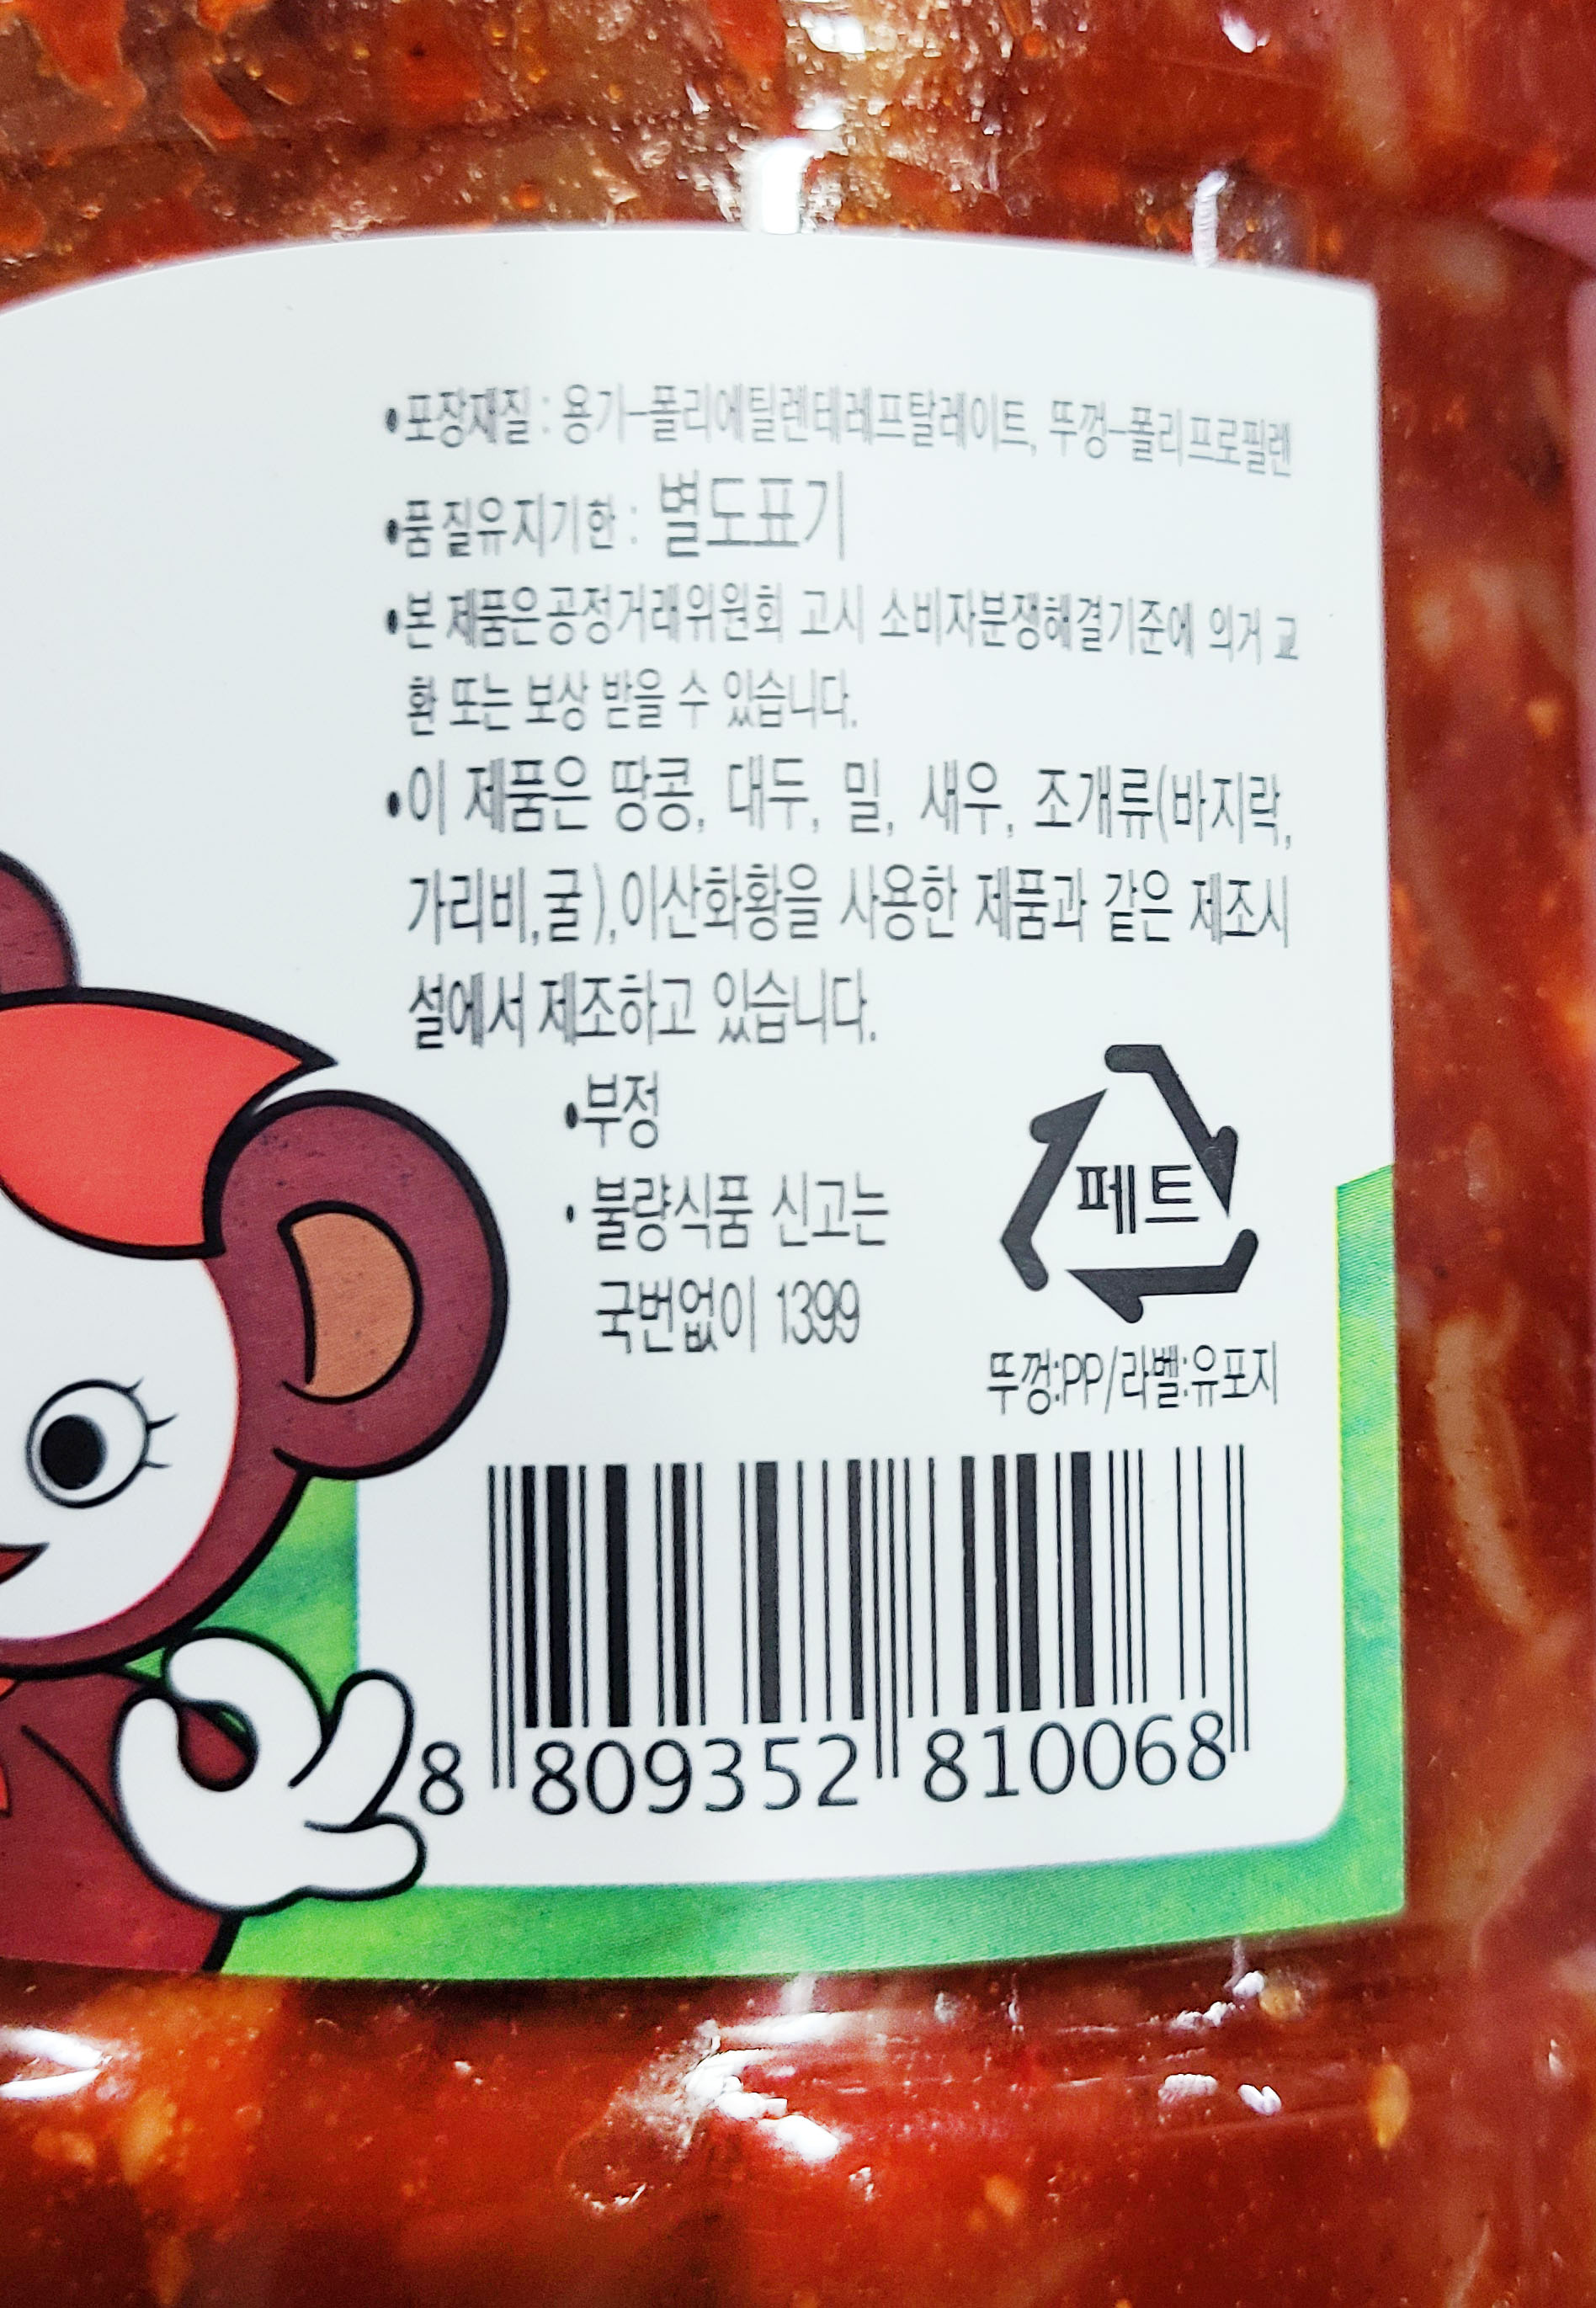 •포장재질 : 용기-폴리에틸렌테레프탈레이트, 뚜껑-폴리프로필렌
•품질유지기한 : 별도표기
•본 제품은공정거래위원회 고시 소비자분쟁해결기준에 의거 교
환 또는 보상 받을 수 있습니다.
•이 제품은 땅콩, 대두, 밀, 새우, 조개류(바지락,
가리비,굴),이산화황을 사용한 제품과 같은 제조시
설에서 제조하고 있습니다.
•부정
• 불량식품 신고는
국번없이 1399
페트
뚜껑:PP/라벨:유포지
8 809352 810068